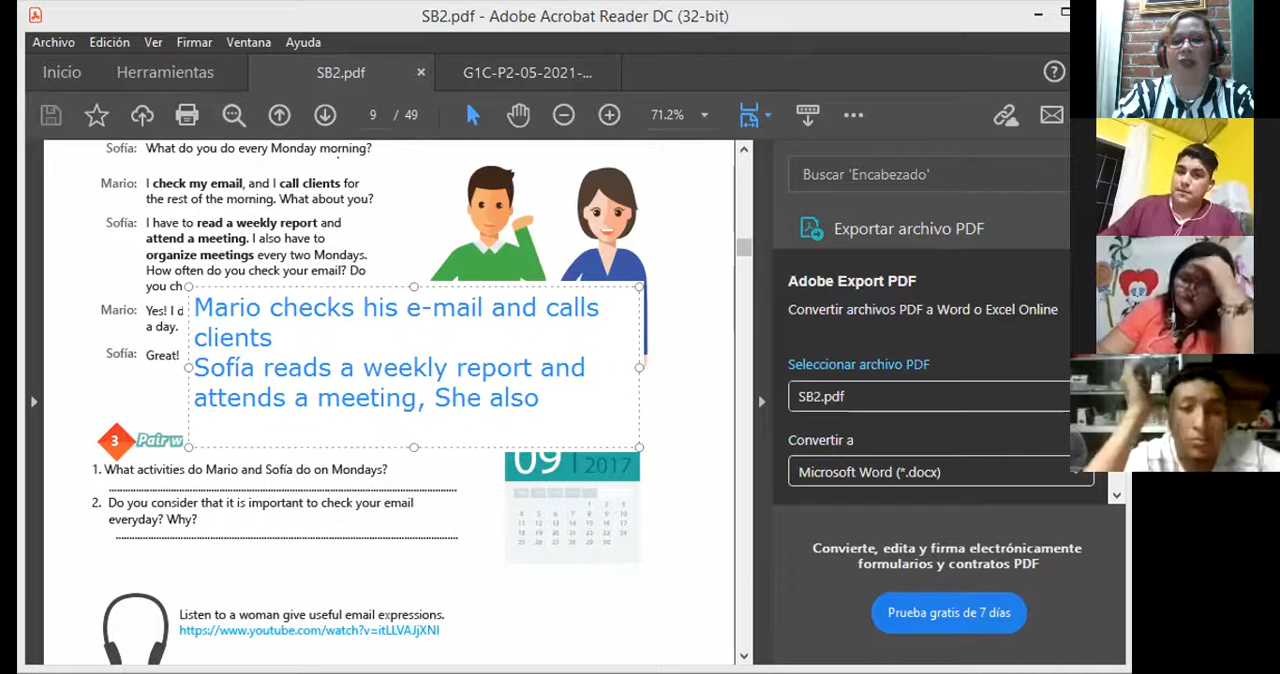 SB2.pdf - Adobe Acrobat Reader DC (32-bit)
Archivo Edición Ver Firmar Ventana Ayuda
Inicio Herramientas SB2.pdf × G1C-P2-05-2021-...
9 / 49 71.2%
Sofía: What do you do every Monday morning?
Mario: I check my email, and I call clients for
the rest of the morning. What about you?
Sofía: I have to read a weekly report and
attend a meeting. I also have to
organize meetings every two Mondays.
How often do you check your email? Do
you ch
Mario: Yes! I d
a day.
Sofía: Great!
Mario checks his e-mail and calls
clients
Sofía reads a weekly report and
attends a meeting, She also
3 Pair w
1. What activities do Mario and Sofía do on Mondays?
2. Do you consider that it is important to check your email
everyday? Why?
09 2017
Listen to a woman give useful email expressions.
https://www.youtube.com/watch?v=itLLVAJjXNI
Buscar 'Encabezado'
Exportar archivo PDF
Adobe Export PDF
Convertir archivos PDF a Word o Excel Online
Seleccionar archivo PDF
SB2.pdf
Convertir a
Microsoft Word (*.docx)
Convierte, edita y firma electrónicamente
formularios y contratos PDF
Prueba gratis de 7 días